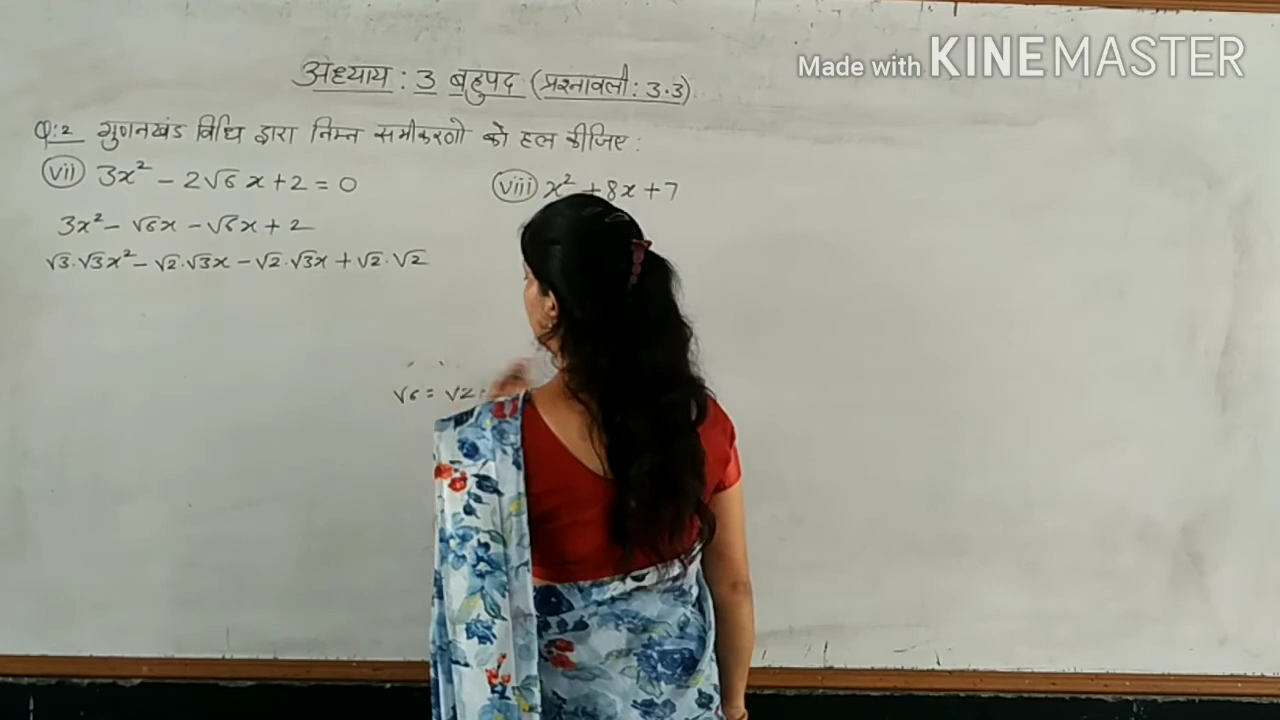 Made with KINEMASTER
अध्याय : 3 बहुपद (प्रश्नावली : 3.3)
Q:2 गुणनखंड विधि द्वारा निम्न समीकरणो को हल कीजिए :
(vii) 3x² - 2√6 x + 2 = 0
(viii) x² + 8x + 7
3x² - √6x - √6x + 2
√3.√3x² - √2.√3x - √2.√3x + √2.√2
√6 = √2.